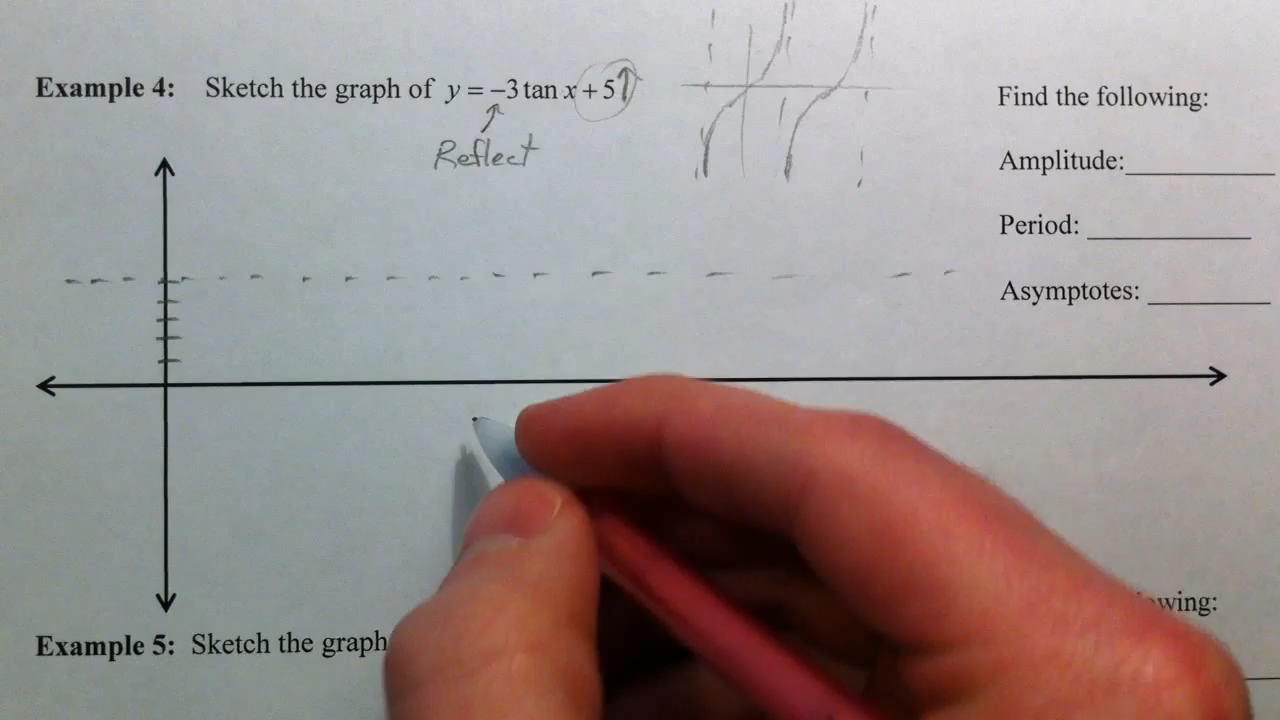 Example 4: Sketch the graph of y = −3 tan x + 5
Reflect
Find the following:
Amplitude:
Period:
Asymptotes:
Example 5: Sketch the graph